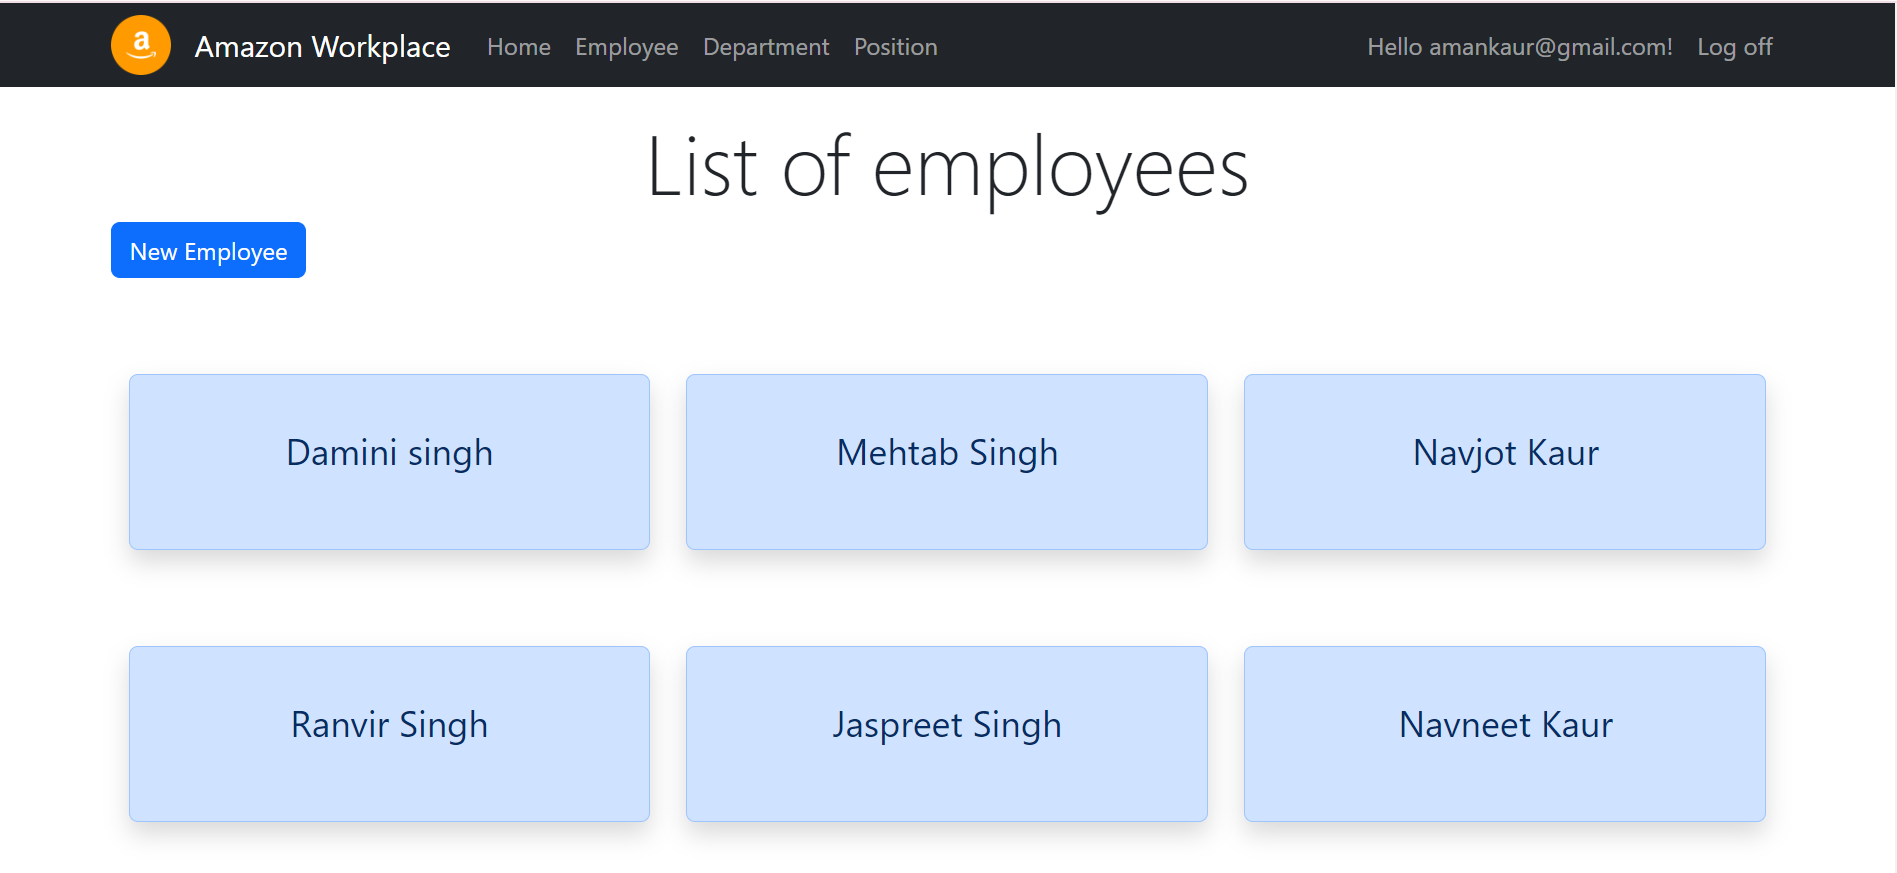 a Amazon Workplace Home Employee Department Position Hello amankaur@gmail.com! Log off
List of employees
New Employee
Damini singh Mehtab Singh Navjot Kaur
Ranvir Singh Jaspreet Singh Navneet Kaur